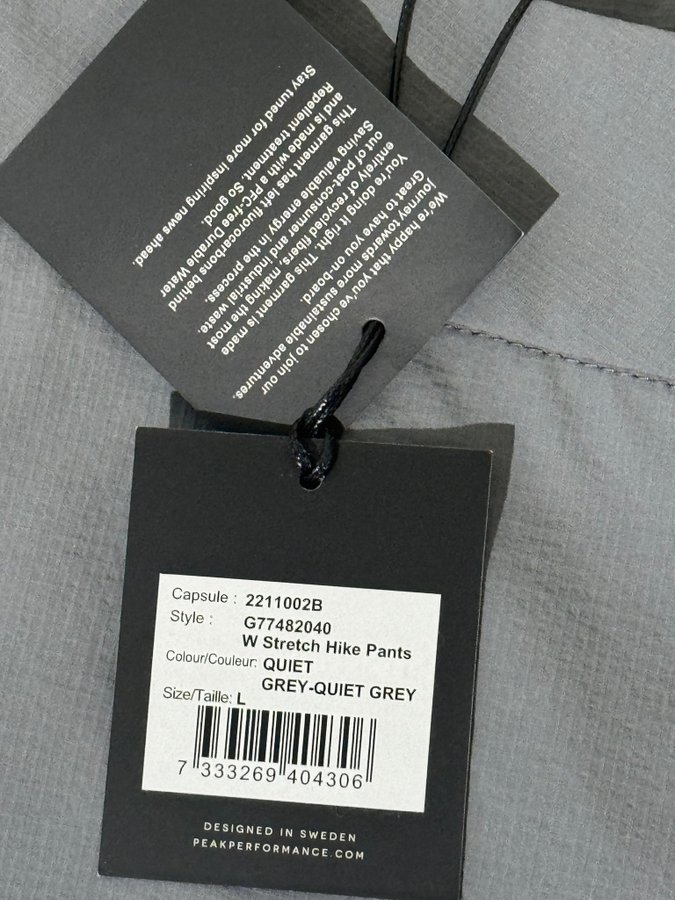 We're happy that you've chosen to join our
journey towards more sustainable adventures.
Great to have you on-board.
You're doing it right. This garment is made
entirely of recycled fibers, making the most
out of post-consumer and industrial waste.
Saving valuable energy in the process.
This garment has left fluorocarbons behind
and is made with a PFC-free Durable Water
Repellent treatment. So good.
Stay tuned for more inspiring news ahead.
Capsule : 2211002B
Style : G77482040
W Stretch Hike Pants
Colour/Couleur: QUIET
GREY-QUIET GREY
Size/Taille: L
7 333269 404306
DESIGNED IN SWEDEN
PEAKPERFORMANCE.COM